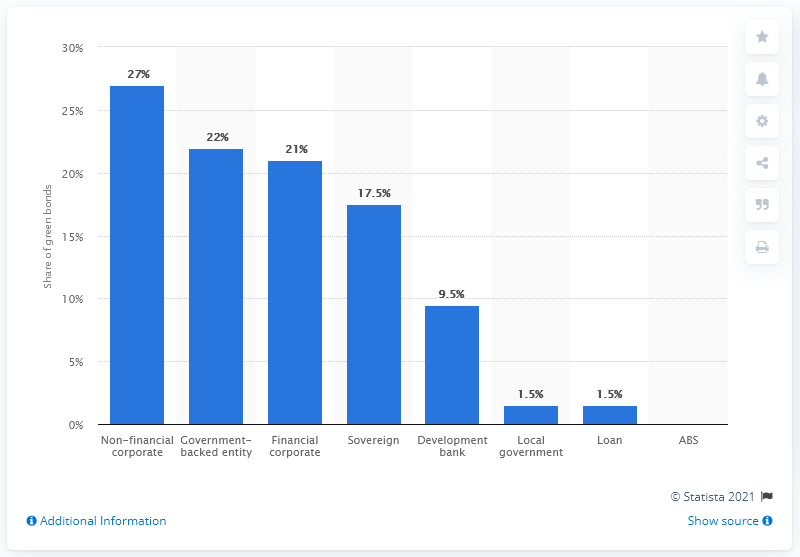 30%
25%
20%
15%
10%
5%
0%
Share of green bonds
27%
22%
21%
17.5%
9.5%
1.5%
1.5%
Non-financial
corporate
Government-
backed entity
Financial
corporate
Sovereign
Development
bank
Local
government
Loan
ABS
© Statista 2021
Additional Information
Show source